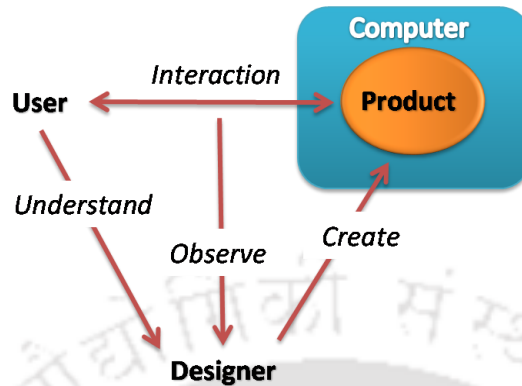 Computer
Interaction
User
Product
Understand
Observe
Create
Designer